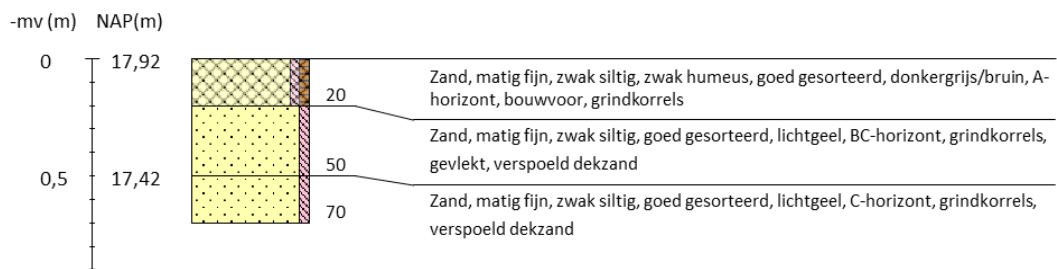 -mv (m) NAP(m)
0 17,92
Zand, matig fijn, zwak siltig, zwak humeus, goed gesorteerd, donkergrijs/bruin, A-
horizont, bouwvoor, grindkorrels
20
Zand, matig fijn, zwak siltig, goed gesorteerd, lichtgeel, BC-horizont, grindkorrels,
gevlekt, verspoeld dekzand
50
0,5 17,42
Zand, matig fijn, zwak siltig, goed gesorteerd, lichtgeel, C-horizont, grindkorrels,
verspoeld dekzand
70